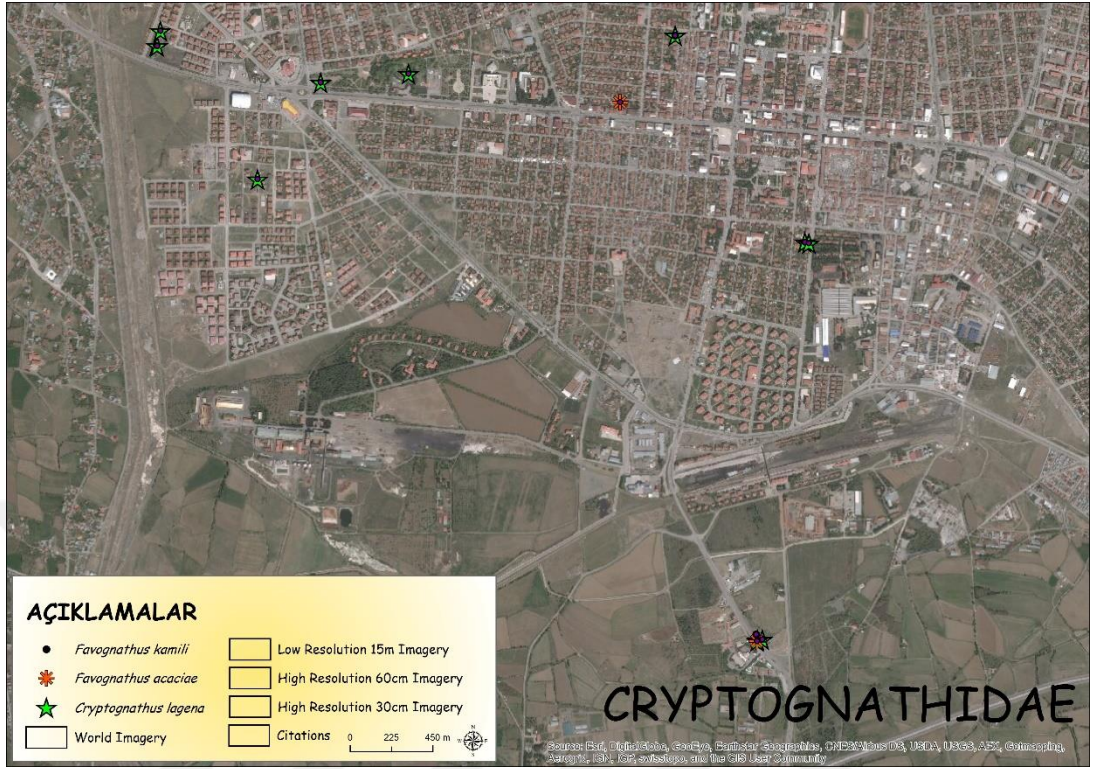 AÇIKLAMALAR
Favognathus kamili
Favognathus acaciae
Cryptognathus lagena
World Imagery
Low Resolution 15m Imagery
High Resolution 60cm Imagery
High Resolution 30cm Imagery
Citations
0 225 450 m
N
CRYPTOGNATHIDAE
Source: Esri, DigitalGlobe, GeoEye, Earthstar Geographics, CNES/Airbus DS, USDA, USGS, AEX, Getmapping,
Aerogrid, IGN, IGP, swisstopo, and the GIS User Community